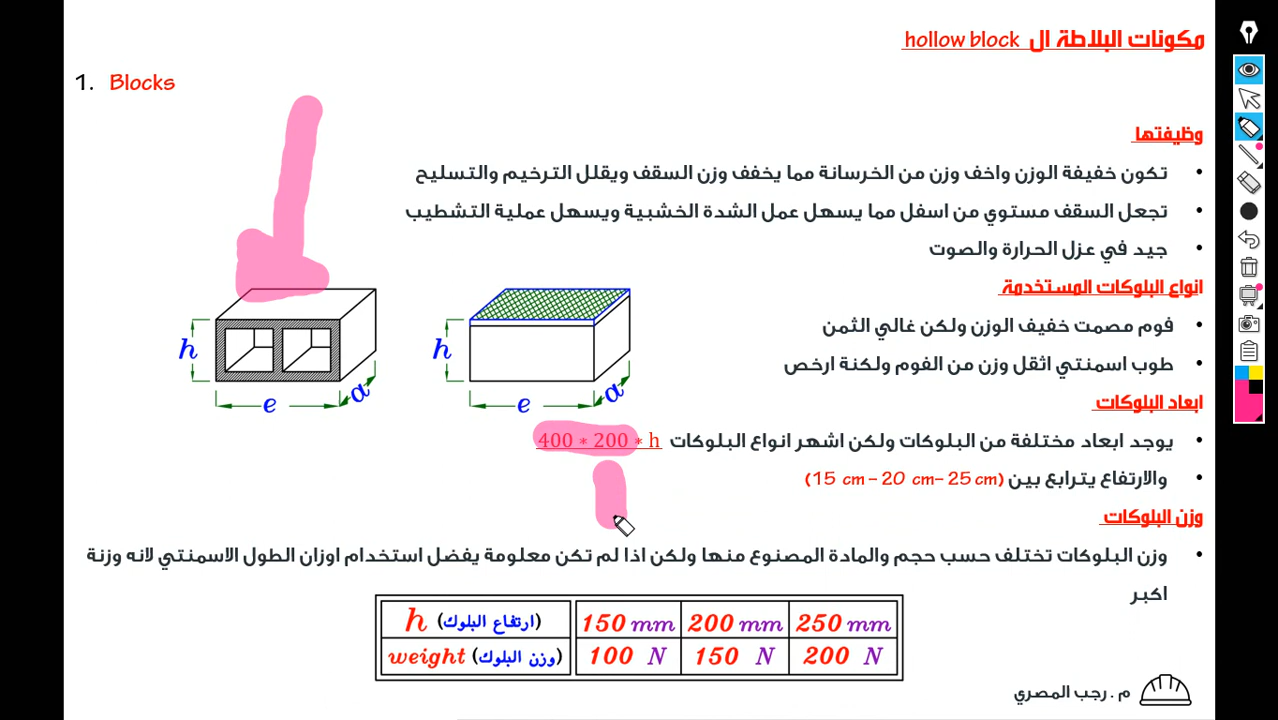 مكونات البلاطة ال hollow block
1. Blocks
وظيفتها
• تكون خفيفة الوزن واخف وزن من الخرسانة مما يخفف وزن السقف ويقلل الترخيم والتسليح
• تجعل السقف مستوي من اسفل مما يسهل عمل الشدة الخشبية ويسهل عملية التشطيب
• جيد في عزل الحرارة والصوت
انواع البلوكات المستخدمة
• فوم مصمت خفيف الوزن ولكن غالي الثمن
• طوب اسمنتي اثقل وزن من الفوم ولكنة ارخص
h e a
h e a
ابعاد البلوكات
• يوجد ابعاد مختلفة من البلوكات ولكن اشهر انواع البلوكات 400 * 200 * h
• والارتفاع يترابع بين (15 cm – 20 cm– 25 cm)
وزن البلوكات
• وزن البلوكات تختلف حسب حجم والمادة المصنوع منها ولكن اذا لم تكن معلومة يفضل استخدام اوزان الطول الاسمنتي لانه وزنة
اكبر
h (ارتفاع البلوك) 150 mm 200 mm 250 mm
weight (وزن البلوك) 100 N 150 N 200 N
م . رجب المصري